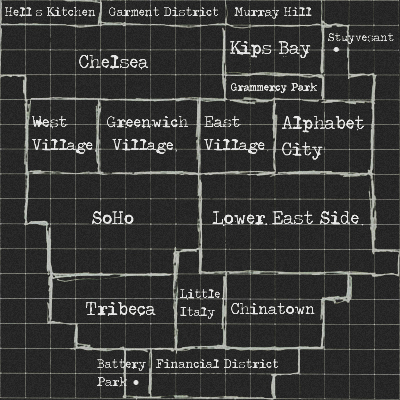 Hell's Kitchen
Garment District
Murray Hill
Stuyvesant
Kips Bay
Chelsea
Grammercy Park
West
Village
Greenwich
Village
East
Village
Alphabet
City
SoHo
Lower East Side
Little
Italy
Tribeca
Chinatown
Battery
Park
Financial District